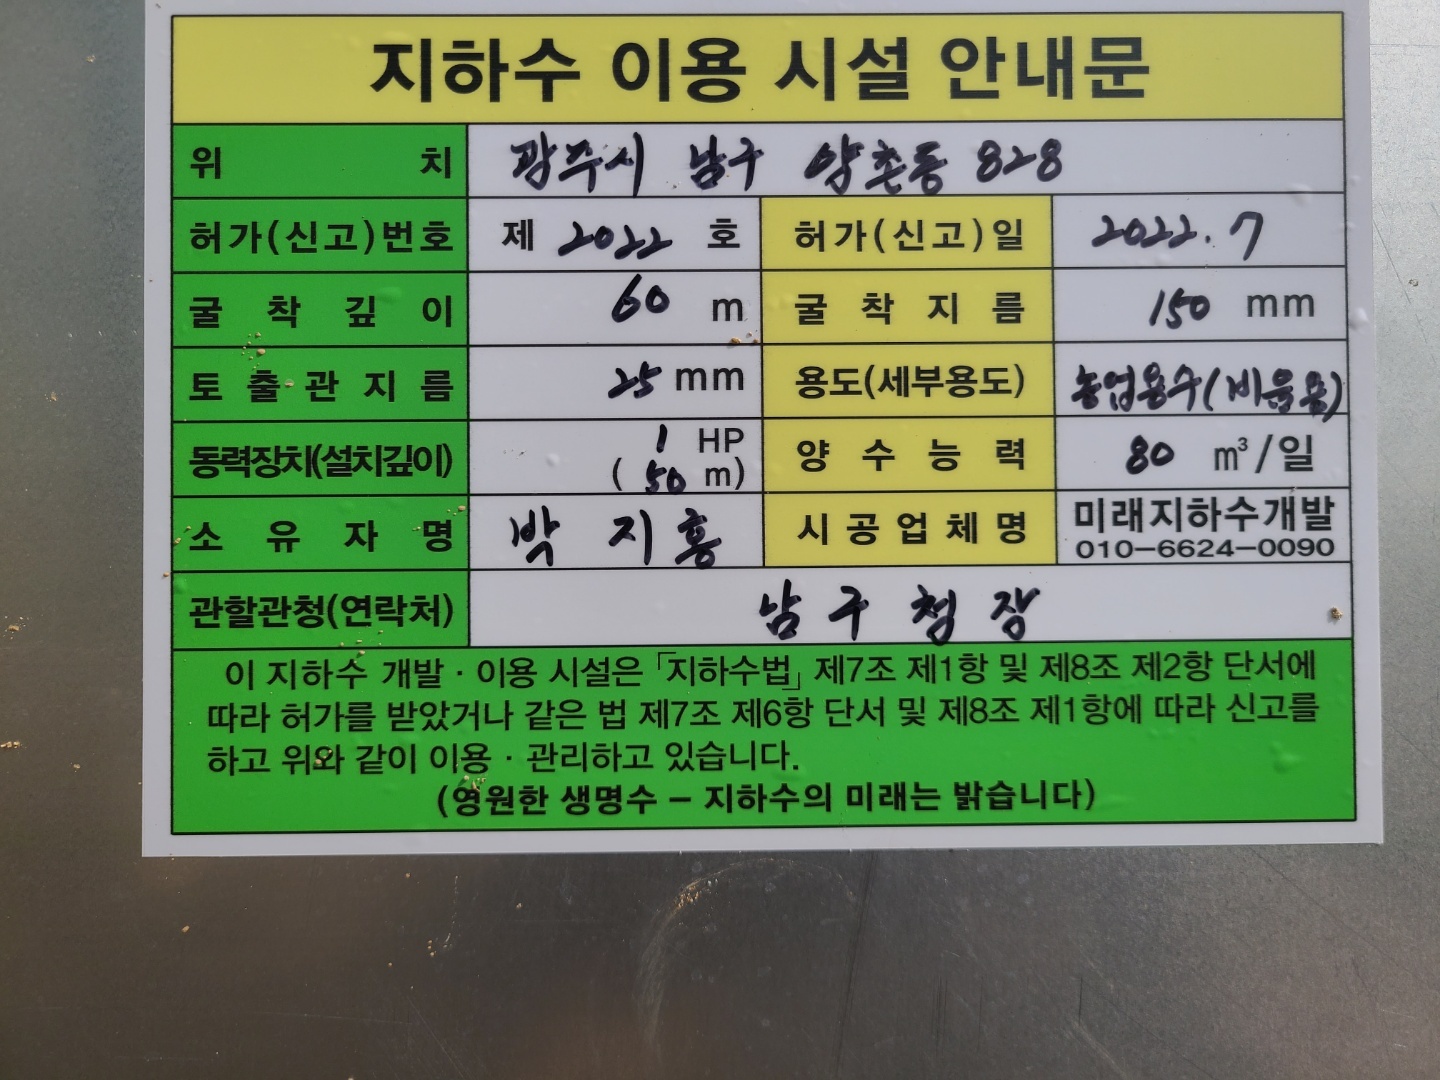 지하수 이용 시설 안내문
위 치 광주시 남구 양촌동 828
허가(신고)번호 제 2022 호 허가(신고)일 2022. 7
굴착깊이 60 m 굴착지름 150 mm
토출관지름 25 mm 용도(세부용도) 농업용수(비음용)
동력장치(설치깊이) 1 HP
( 50 m) 양수능력 80 m³/일
소유자명 박지흥 시공업체명 미래지하수개발
010-6624-0090
관할관청(연락처) 남구청장
이 지하수 개발·이용 시설은 「지하수법」 제7조 제1항 및 제8조 제2항 단서에
따라 허가를 받았거나 같은 법 제7조 제6항 단서 및 제8조 제1항에 따라 신고를
하고 위와 같이 이용·관리하고 있습니다.
(영원한 생명수 - 지하수의 미래는 밝습니다)